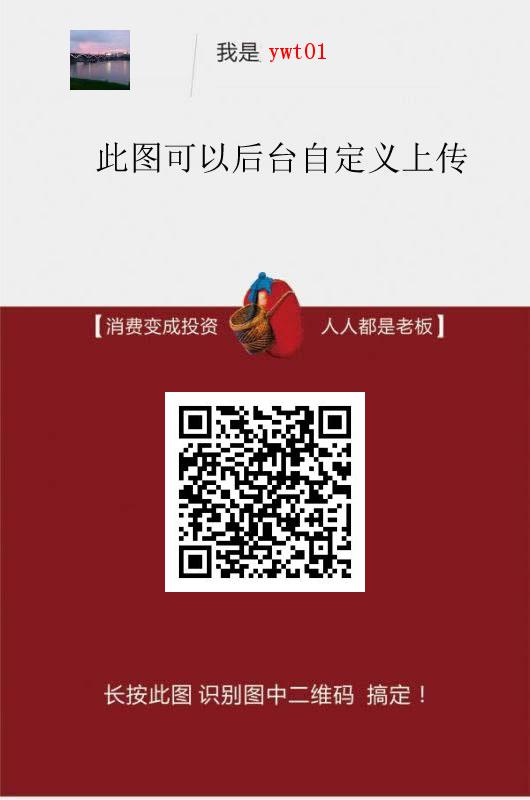 我是 ywt01
此图可以后台自定义上传
【消费变成投资 人人都是老板】
长按此图 识别图中二维码 搞定！